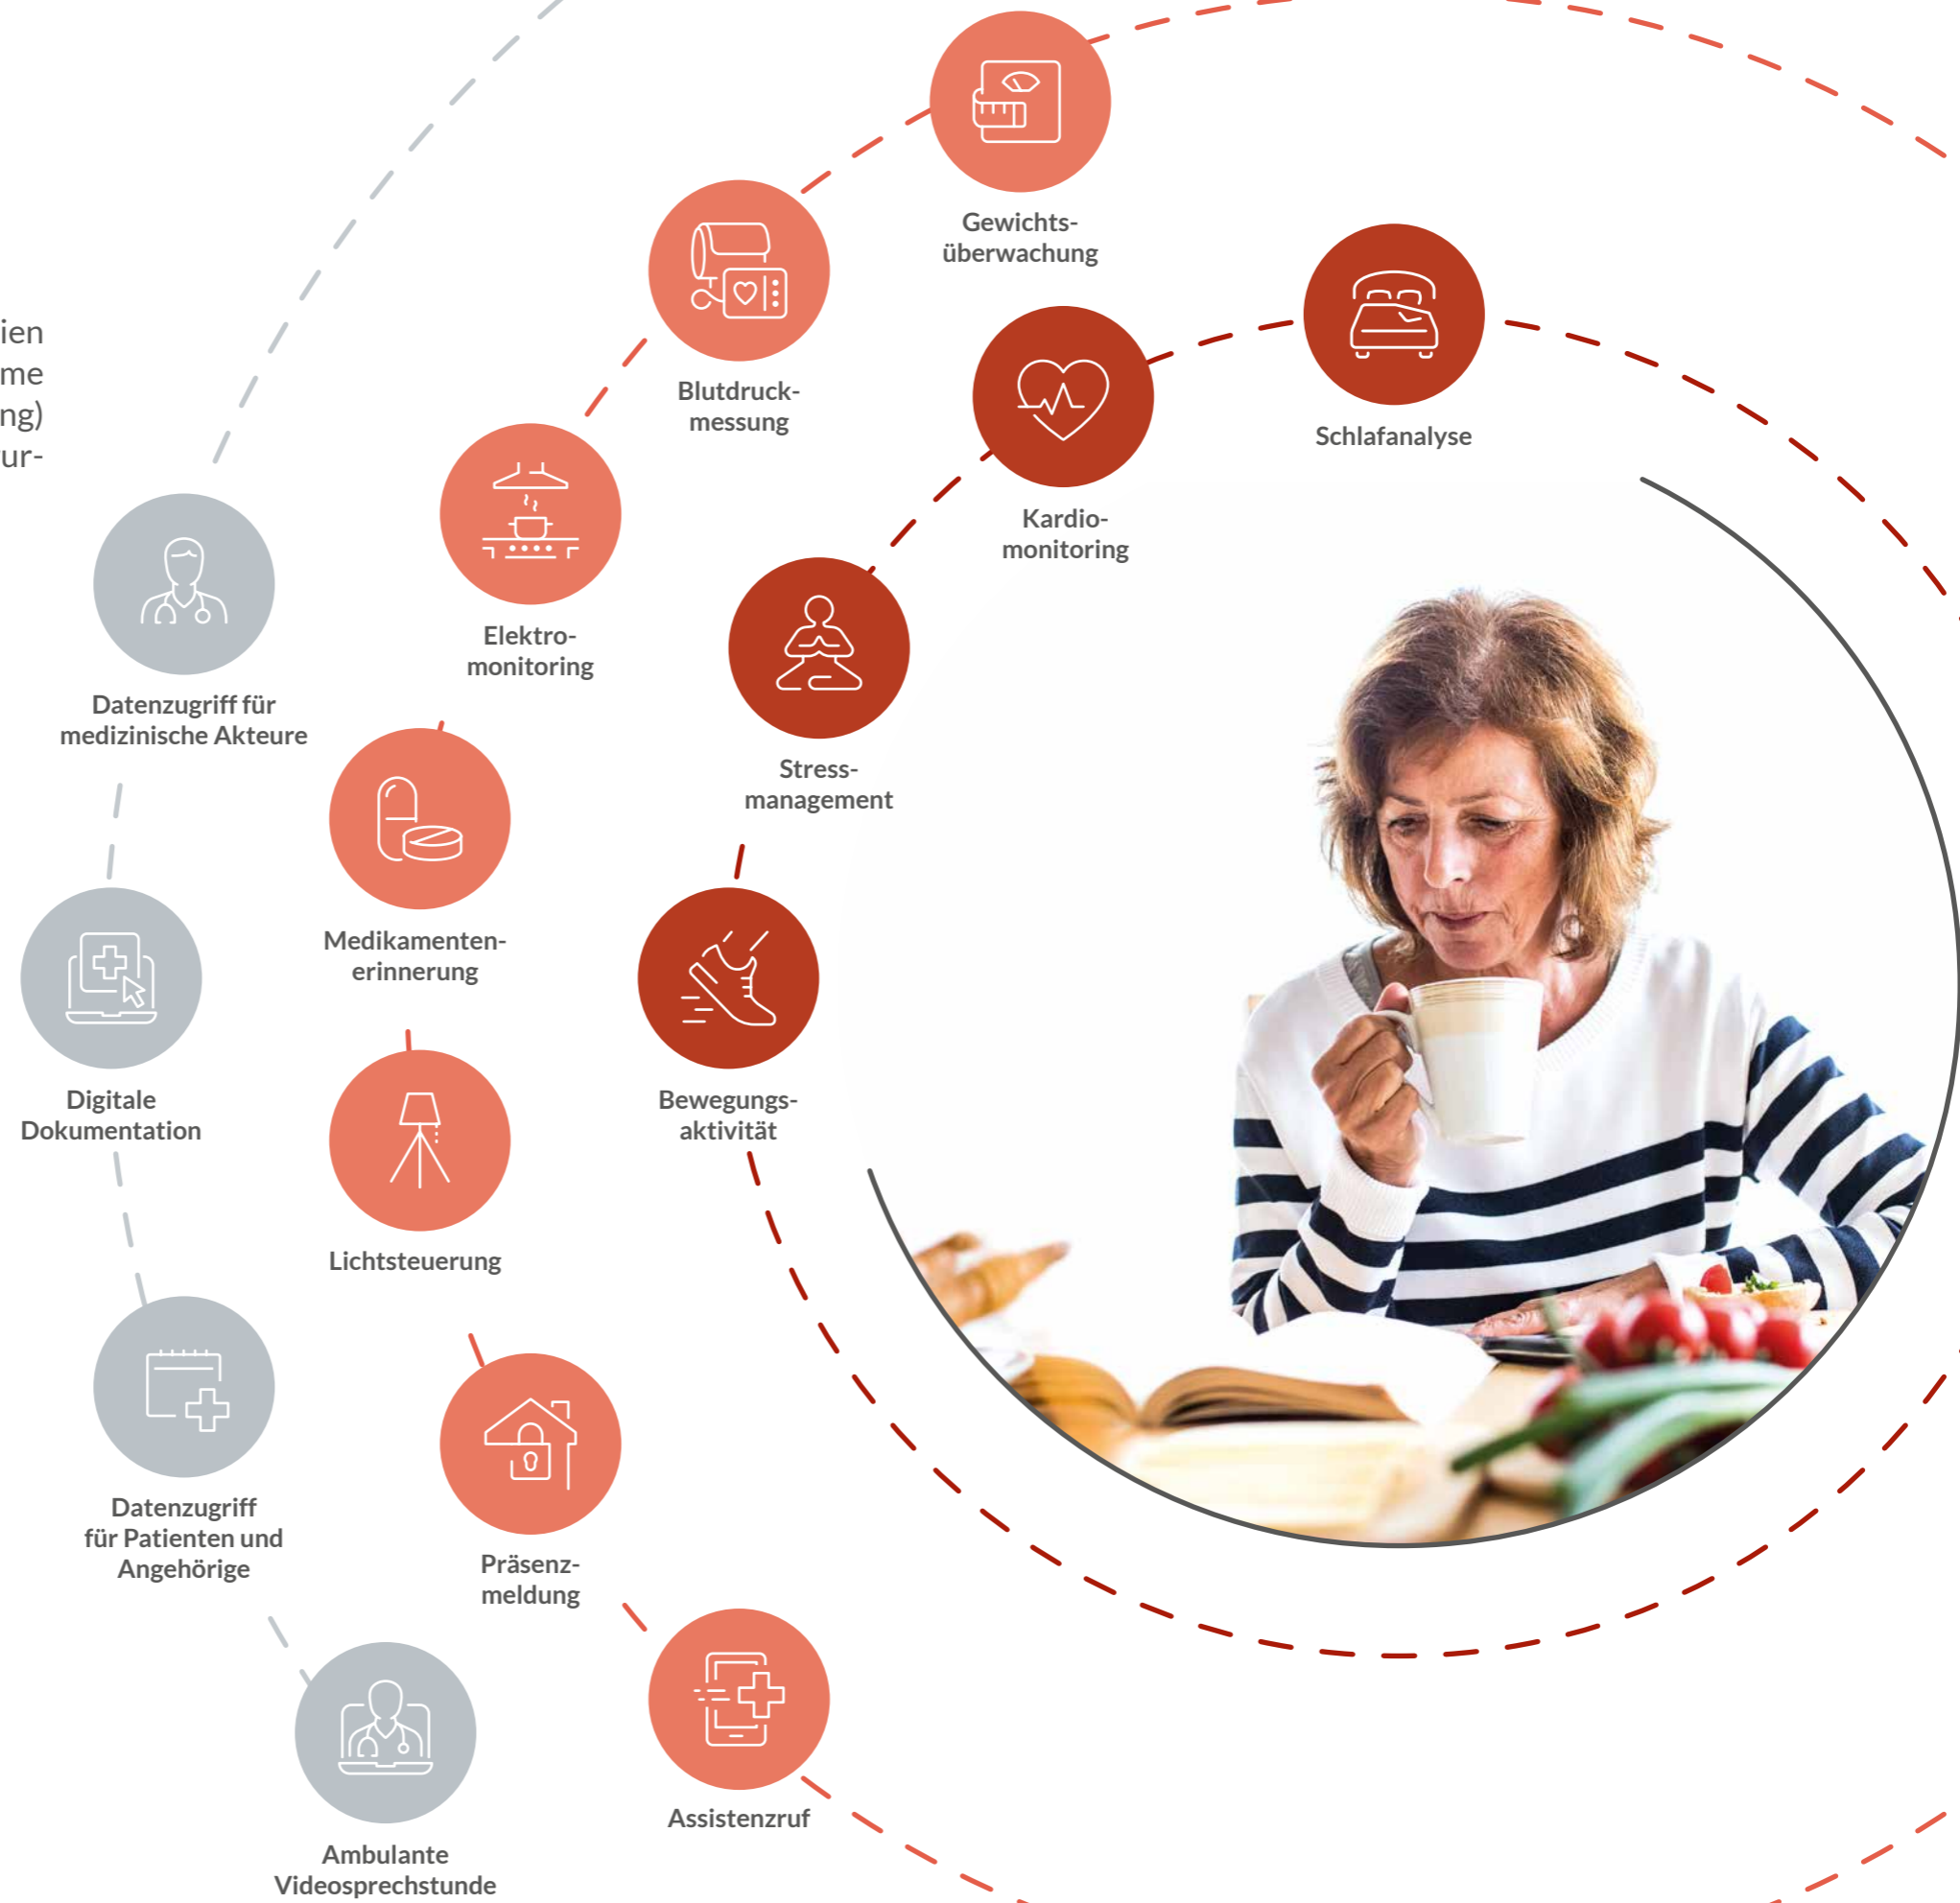 ien
me
ng)
ur-
Gewichts-
überwachung
Blutdruck-
messung
Schlafanalyse
Kardio-
monitoring
Elektro-
monitoring
Datenzugriff für
medizinische Akteure
Stress-
management
Medikamenten-
erinnerung
Digitale
Dokumentation
Bewegungs-
aktivität
Lichtsteuerung
Datenzugriff
für Patienten und
Angehörige
Präsenz-
meldung
Assistenzruf
Ambulante
Videosprechstunde